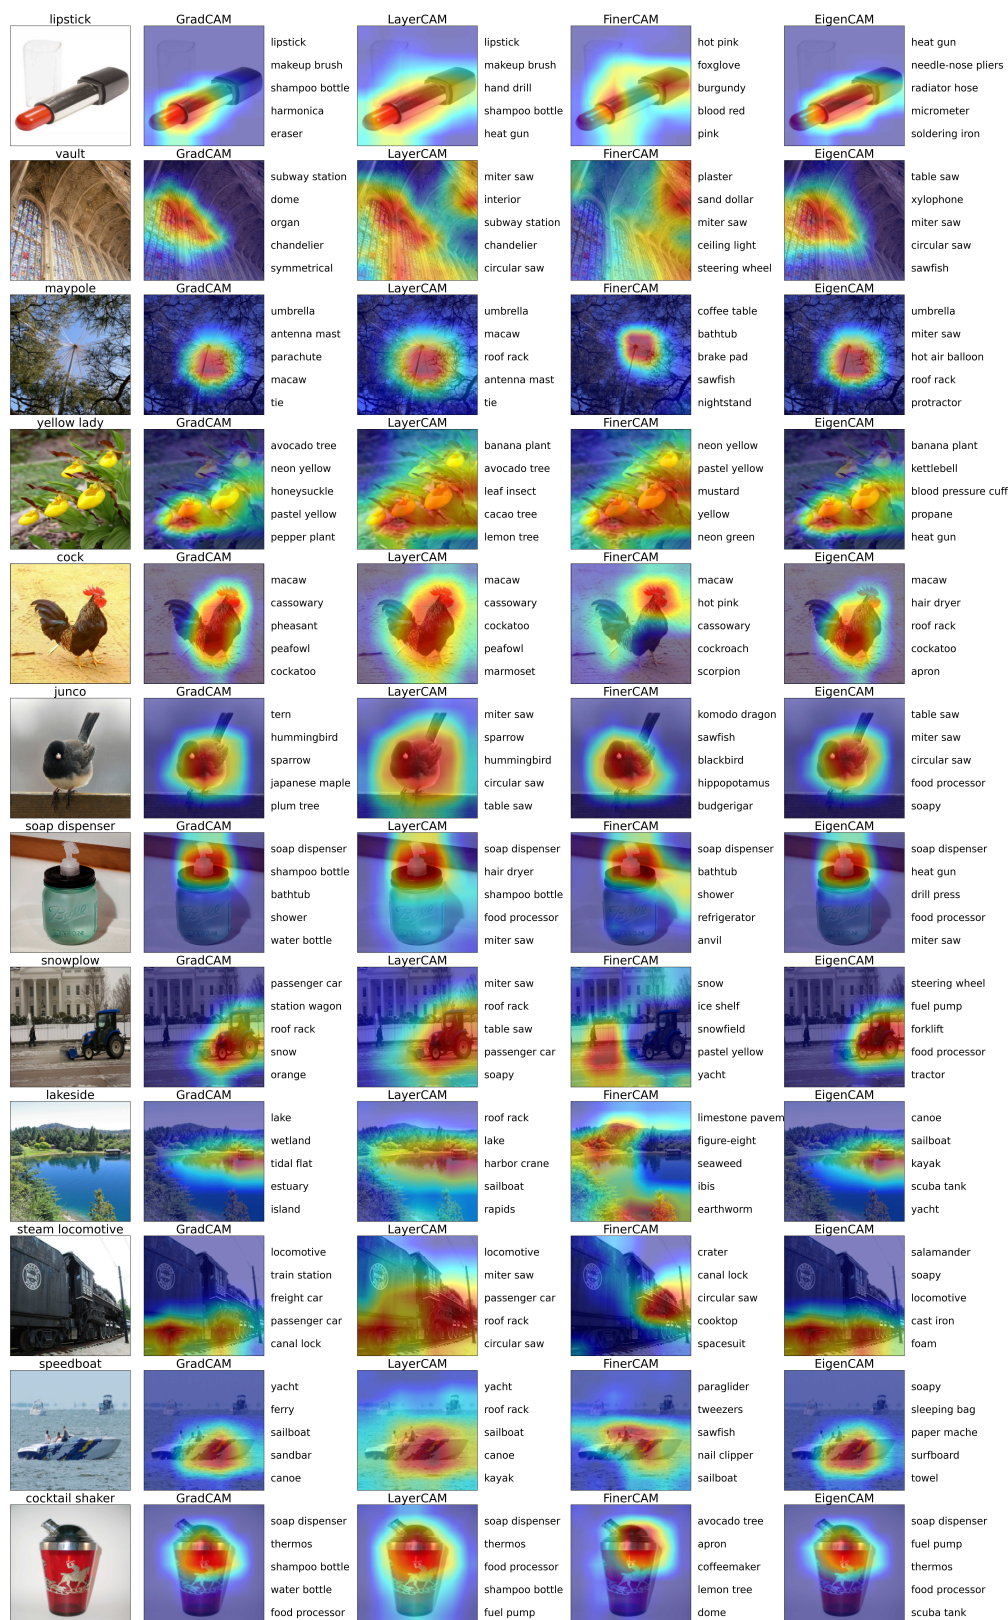 lipstick GradCAM LayerCAM FinerCAM EigenCAM
lipstick lipstick hot pink heat gun
makeup brush makeup brush foxglove needle-nose pliers
shampoo bottle hand drill burgundy radiator hose
harmonica shampoo bottle blood red micrometer
eraser heat gun pink soldering iron
vault GradCAM LayerCAM FinerCAM EigenCAM
subway station miter saw plaster table saw
dome interior sand dollar xylophone
organ subway station miter saw miter saw
chandelier chandelier ceiling light circular saw
symmetrical circular saw steering wheel sawfish
maypole GradCAM LayerCAM FinerCAM EigenCAM
umbrella umbrella coffee table umbrella
antenna mast macaw bathtub miter saw
parachute roof rack brake pad hot air balloon
macaw antenna mast sawfish roof rack
tie tie nightstand protractor
yellow lady GradCAM LayerCAM FinerCAM EigenCAM
avocado tree banana plant neon yellow banana plant
neon yellow avocado tree pastel yellow kettlebell
honeysuckle leaf insect mustard blood pressure cuff
pastel yellow cacao tree yellow propane
pepper plant lemon tree neon green heat gun
cock GradCAM LayerCAM FinerCAM EigenCAM
macaw macaw macaw macaw
cassowary cassowary hot pink hair dryer
pheasant cockatoo cassowary roof rack
peafowl peafowl cockroach cockatoo
cockatoo marmoset scorpion apron
junco GradCAM LayerCAM FinerCAM EigenCAM
tern miter saw komodo dragon table saw
hummingbird sparrow sawfish miter saw
sparrow hummingbird blackbird circular saw
japanese maple circular saw hippopotamus food processor
plum tree table saw budgerigar soapy
soap dispenser GradCAM LayerCAM FinerCAM EigenCAM
soap dispenser soap dispenser soap dispenser soap dispenser
shampoo bottle hair dryer bathtub heat gun
bathtub shampoo bottle shower drill press
shower food processor refrigerator food processor
water bottle miter saw anvil miter saw
snowplow GradCAM LayerCAM FinerCAM EigenCAM
passenger car miter saw snow steering wheel
station wagon roof rack ice shelf fuel pump
roof rack table saw snowfield forklift
snow passenger car pastel yellow food processor
orange soapy yacht tractor
lakeside GradCAM LayerCAM FinerCAM EigenCAM
lake roof rack limestone pavem canoe
wetland lake figure-eight sailboat
tidal flat harbor crane seaweed kayak
estuary sailboat ibis scuba tank
island rapids earthworm yacht
steam locomotive GradCAM LayerCAM FinerCAM EigenCAM
locomotive locomotive crater salamander
train station miter saw canal lock soapy
freight car passenger car circular saw locomotive
passenger car roof rack cooktop cast iron
canal lock circular saw spacesuit foam
speedboat GradCAM LayerCAM FinerCAM EigenCAM
yacht yacht paraglider soapy
ferry roof rack tweezers sleeping bag
sailboat sailboat sawfish paper mache
sandbar canoe nail clipper surfboard
canoe kayak sailboat towel
cocktail shaker GradCAM LayerCAM FinerCAM EigenCAM
soap dispenser soap dispenser avocado tree soap dispenser
thermos thermos apron fuel pump
shampoo bottle food processor coffeemaker thermos
water bottle shampoo bottle lemon tree food processor
food processor fuel pump dome scuba tank